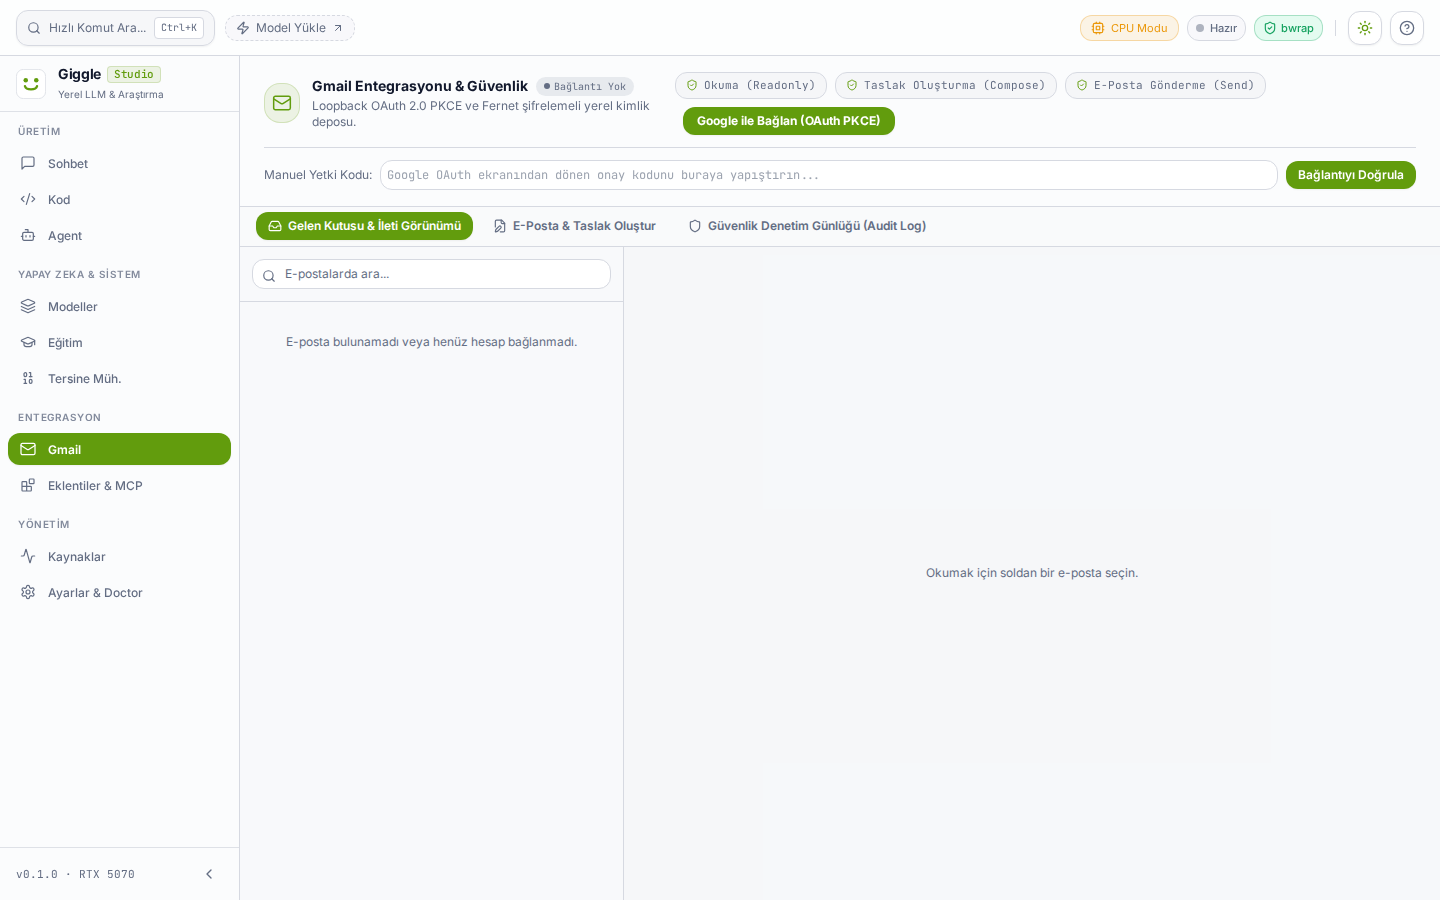 Hızlı Komut Ara... Ctrl+K
Model Yükle
CPU Modu
Hazır
bwrap
Giggle Studio
Yerel LLM & Araştırma
ÜRETİM
Sohbet
Kod
Agent
YAPAY ZEKA & SİSTEM
Modeller
Eğitim
Tersine Müh.
ENTEGRASYON
Gmail
Eklentiler & MCP
YÖNETİM
Kaynaklar
Ayarlar & Doctor
v0.1.0 · RTX 5070
Gmail Entegrasyonu & Güvenlik Bağlantı Yok
Loopback OAuth 2.0 PKCE ve Fernet şifrelemeli yerel kimlik
deposu.
Okuma (Readonly)
Taslak Oluşturma (Compose)
E-Posta Gönderme (Send)
Google ile Bağlan (OAuth PKCE)
Manuel Yetki Kodu: Google OAuth ekranından dönen onay kodunu buraya yapıştırın...
Bağlantıyı Doğrula
Gelen Kutusu & İleti Görünümü
E-Posta & Taslak Oluştur
Güvenlik Denetim Günlüğü (Audit Log)
E-postalarda ara...
E-posta bulunamadı veya henüz hesap bağlanmadı.
Okumak için soldan bir e-posta seçin.